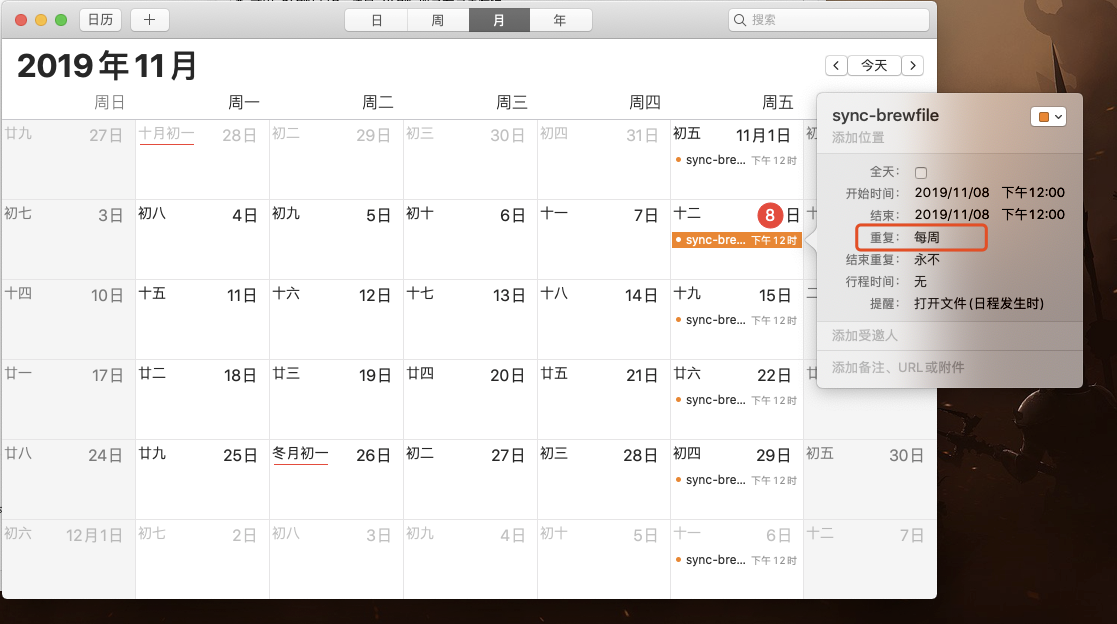 日历 + 日 周 月 年 搜索
2019年11月 今天
周日 周一 周二 周三 周四 周五
廿九 27日 十月初一 28日 初二 29日 初三 30日 初四 31日 初五 11月1日
sync-bre... 下午12时
初七 3日 初八 4日 初九 5日 初十 6日 十一 7日 十二 8日
sync-bre... 下午12时
十四 10日 十五 11日 十六 12日 十七 13日 十八 14日 十九 15日
sync-bre... 下午12时
廿一 17日 廿二 18日 廿三 19日 廿四 20日 廿五 21日 廿六 22日
sync-bre... 下午12时
廿八 24日 廿九 25日 冬月初一 26日 初二 27日 初三 28日 初四 29日 初五 30日
sync-bre... 下午12时
初六 12月1日 初七 2日 初八 3日 初九 4日 初十 5日 十一 6日 十二 7日
sync-bre... 下午12时
sync-brewfile
添加位置
全天:
开始时间: 2019/11/08 下午12:00
结束: 2019/11/08 下午12:00
重复: 每周
结束重复: 永不
行程时间: 无
提醒: 打开文件(日程发生时)
添加受邀人
添加备注、URL或附件